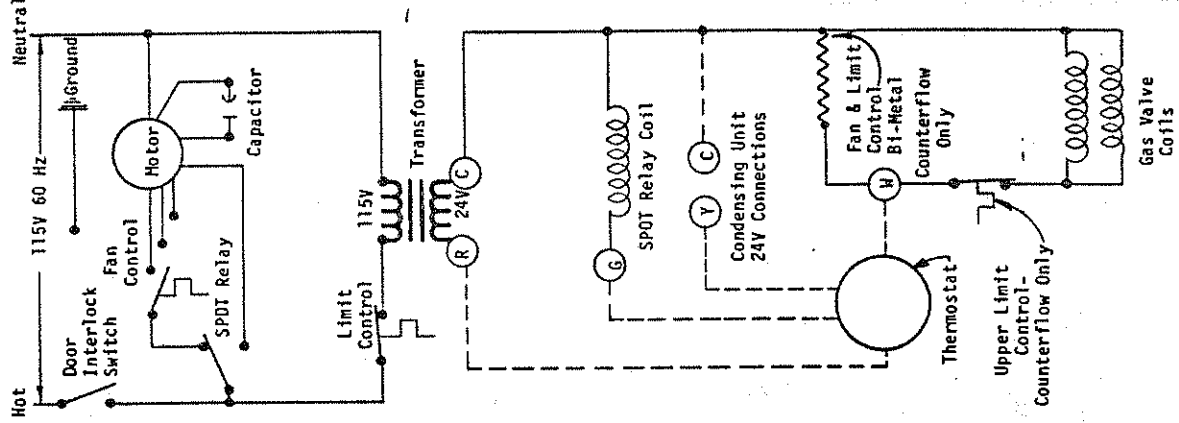 Hot
115V 60 Hz
Neutral
Door
Interlock
Switch
Ground
Fan
Control
SPDT Relay
Motor
Capacitor
Limit
Control
115V
Transformer
24V
R
C
G
SPDT Relay Coil
Y
C
Condensing Unit
24V Connections
Thermostat
W
Fan & Limit
Control
Bi-Metal
Counterflow
Only
Upper Limit
Control-
Counterflow Only
Gas Valve
Coils